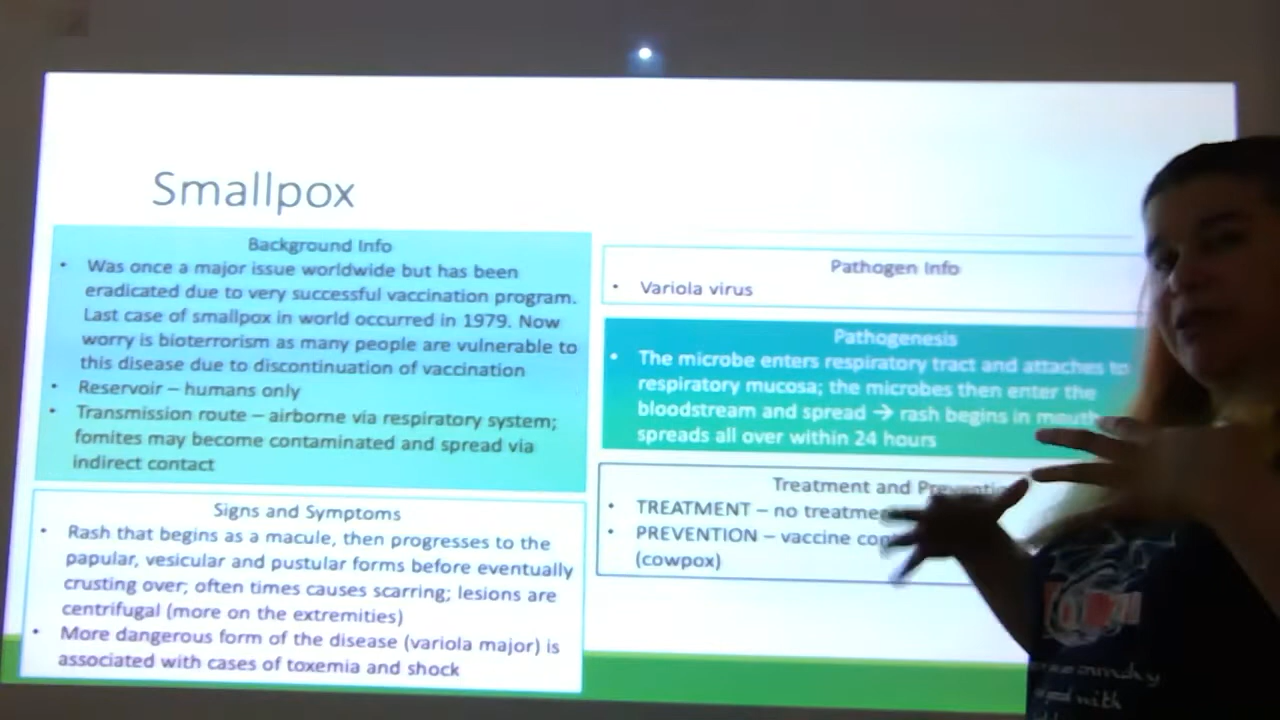 Smallpox
Background Info
• Was once a major issue worldwide but has been
eradicated due to very successful vaccination program.
Last case of smallpox in world occurred in 1979. Now
worry is bioterrorism as many people are vulnerable to
this disease due to discontinuation of vaccination
• Reservoir – humans only
• Transmission route – airborne via respiratory system;
fomites may become contaminated and spread via
indirect contact
Signs and Symptoms
• Rash that begins as a macule, then progresses to the
papular, vesicular and pustular forms before eventually
crusting over; often times causes scarring; lesions are
centrifugal (more on the extremities)
• More dangerous form of the disease (variola major) is
associated with cases of toxemia and shock
Pathogen Info
• Variola virus
Pathogenesis
• The microbe enters respiratory tract and attaches to
respiratory mucosa; the microbes then enter the
bloodstream and spread → rash begins in mouth
spreads all over within 24 hours
Treatment and
• TREATMENT – no
• PREVENTION – vaccine
(cowpox)
with